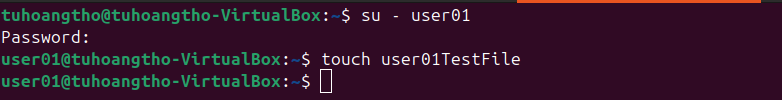 tuhoangtho@tuhoangtho-VirtualBox:~$ su - user01
Password:
user01@tuhoangtho-VirtualBox:~$ touch user01TestFile
user01@tuhoangtho-VirtualBox:~$